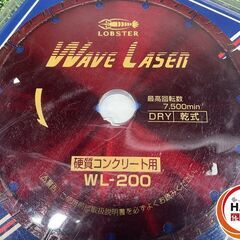 LOBSTER
WAVE LASER
最高回転数
7,500min
DRY 乾式
硬質コンクリート用
WL-200